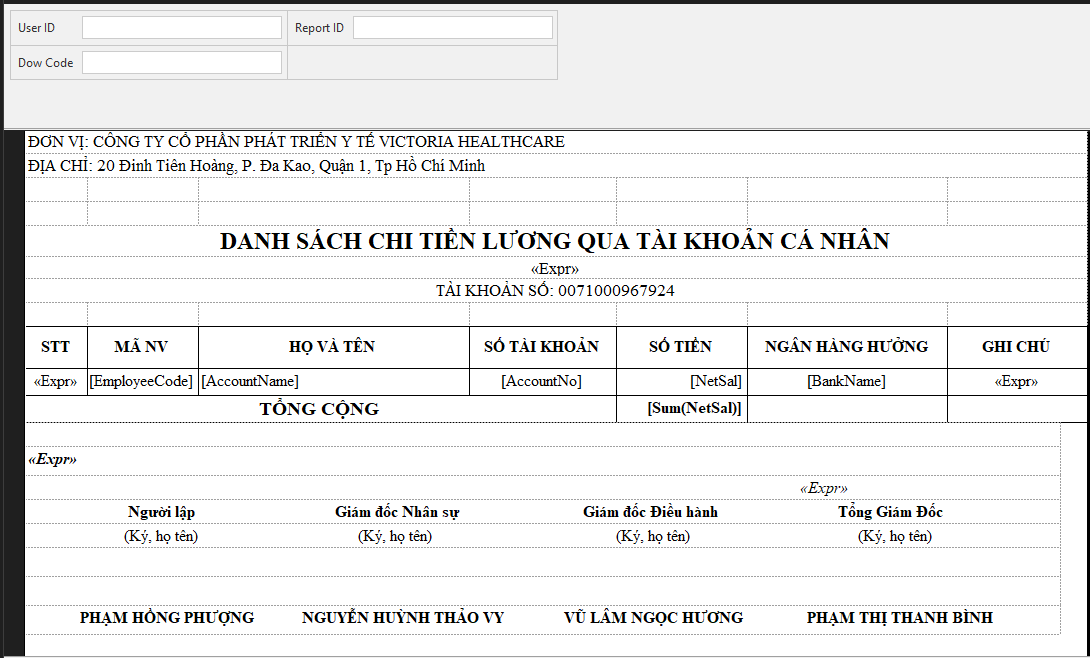 User ID Report ID
Dow Code
ĐƠN VỊ: CÔNG TY CỔ PHẦN PHÁT TRIỂN Y TẾ VICTORIA HEALTHCARE
ĐỊA CHỈ: 20 Đinh Tiên Hoàng, P. Đa Kao, Quận 1, Tp Hồ Chí Minh
DANH SÁCH CHI TIỀN LƯƠNG QUA TÀI KHOẢN CÁ NHÂN
«Expr»
TÀI KHOẢN SỐ: 0071000967924
STT MÃ NV HỌ VÀ TÊN SỐ TÀI KHOẢN SỐ TIỀN NGÂN HÀNG HƯỞNG GHI CHÚ
«Expr» [EmployeeCode] [AccountName] [AccountNo] [NetSal] [BankName] «Expr»
TỔNG CỘNG [Sum(NetSal)]
«Expr»
«Expr»
Người lập Giám đốc Nhân sự Giám đốc Điều hành Tổng Giám Đốc
(Ký, họ tên) (Ký, họ tên) (Ký, họ tên) (Ký, họ tên)
PHẠM HỒNG PHƯỢNG NGUYỄN HUỲNH THẢO VY VŨ LÂM NGỌC HƯƠNG PHẠM THỊ THANH BÌNH